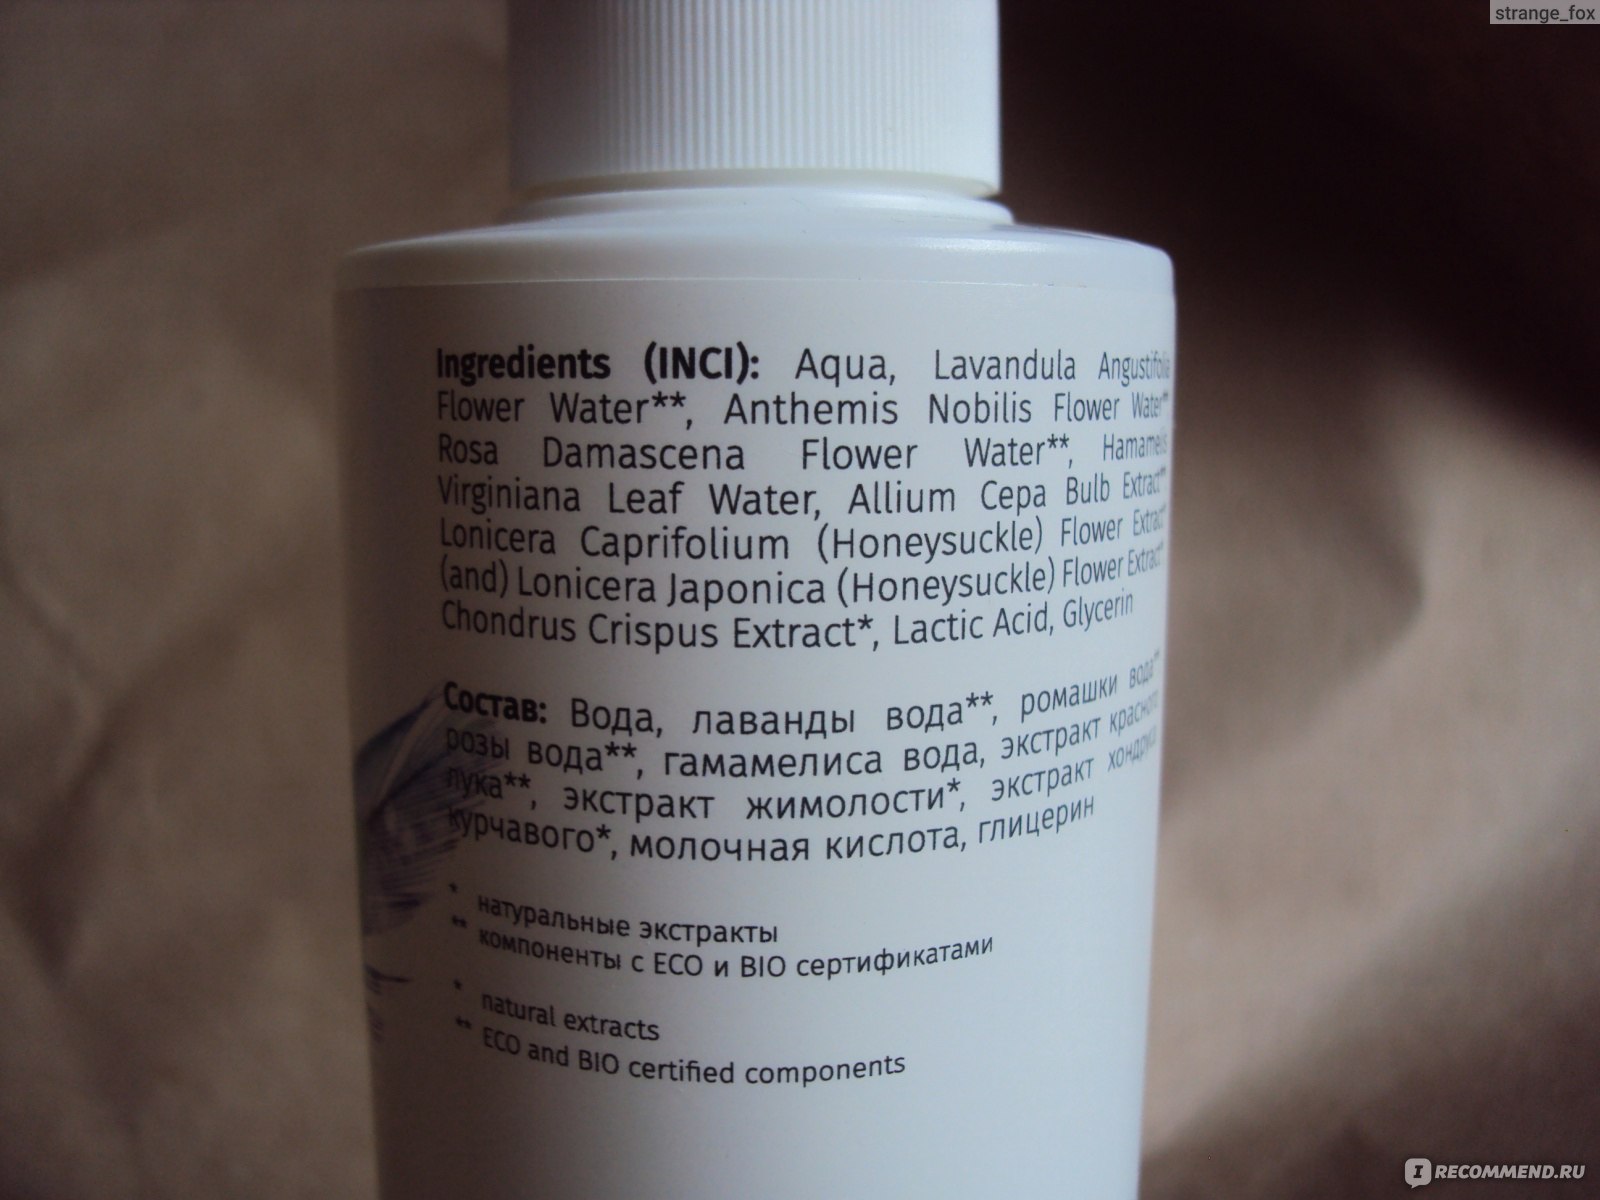 strange_fox
Ingredients (INCI): Aqua, Lavandula Angustifolia
Flower Water**, Anthemis Nobilis Flower Water**
Rosa Damascena Flower Water**, Hamamelis
Virginiana Leaf Water, Allium Cepa Bulb Extract**
Lonicera Caprifolium (Honeysuckle) Flower Extract*
(and) Lonicera Japonica (Honeysuckle) Flower Extract*
Chondrus Crispus Extract*, Lactic Acid, Glycerin
Состав: Вода, лаванды вода**, ромашки вода**
розы вода**, гамамелиса вода, экстракт красного
лука**, экстракт жимолости*, экстракт хондруса
курчавого*, молочная кислота, глицерин
* натуральные экстракты
** компоненты с ECO и BIO сертификатами
* natural extracts
** ECO and BIO certified components
IRECOMMEND.RU